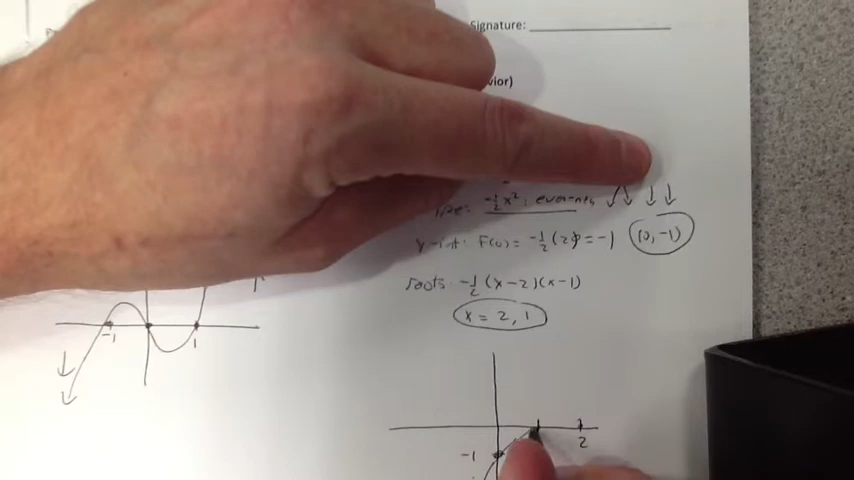 Signature:
vior)
-½x²: even-neg
y-int: F(0) = -½(2) = -1 (0,-1)
roots: -½(x-2)(x-1)
x = 2, 1
-1 1
2
-1